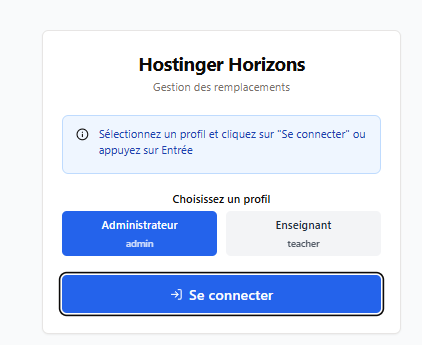 Hostinger Horizons
Gestion des remplacements
Sélectionnez un profil et cliquez sur "Se connecter" ou
appuyez sur Entrée
Choisissez un profil
Administrateur
admin
Enseignant
teacher
Se connecter